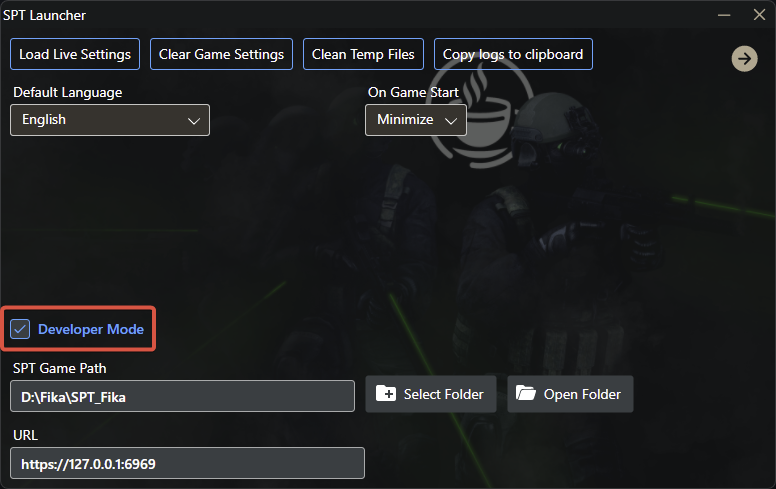 SPT Launcher
Load Live Settings
Clear Game Settings
Clean Temp Files
Copy logs to clipboard
Default Language
On Game Start
English
Minimize
Developer Mode
SPT Game Path
D:\Fika\SPT_Fika
Select Folder
Open Folder
URL
https://127.0.0.1:6969